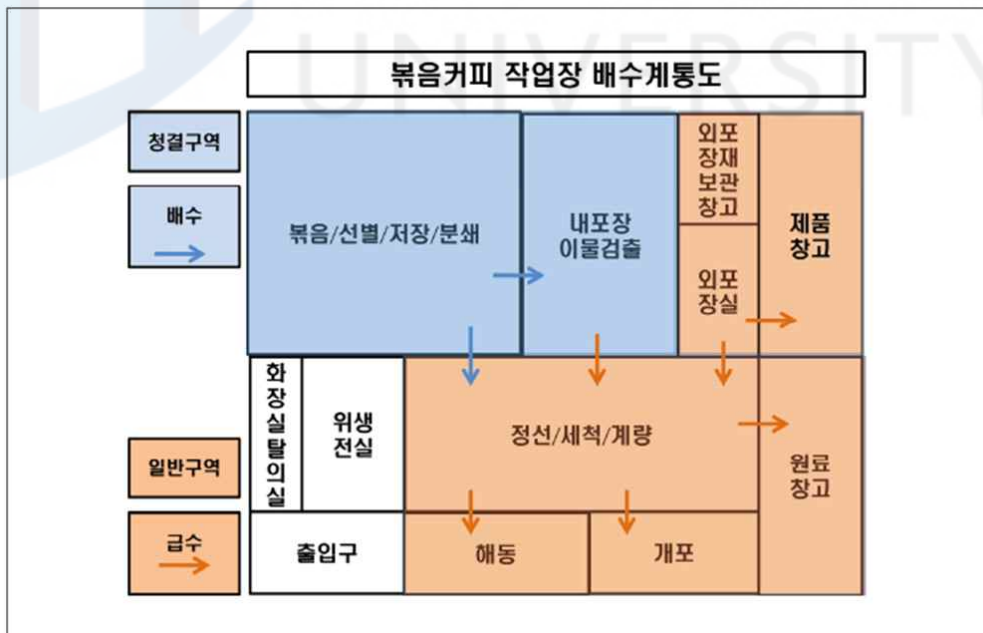 UNIVERSITY
볶음커피 작업장 배수계통도
청결구역
배수
볶음/선별/저장/분쇄
내포장
이물검출
외포
장재
보관
창고
제품
창고
외포
장실
화
장
실
탈
의
실
위생
전실
정선/세척/계량
원료
창고
일반구역
급수
출입구
해동
개포